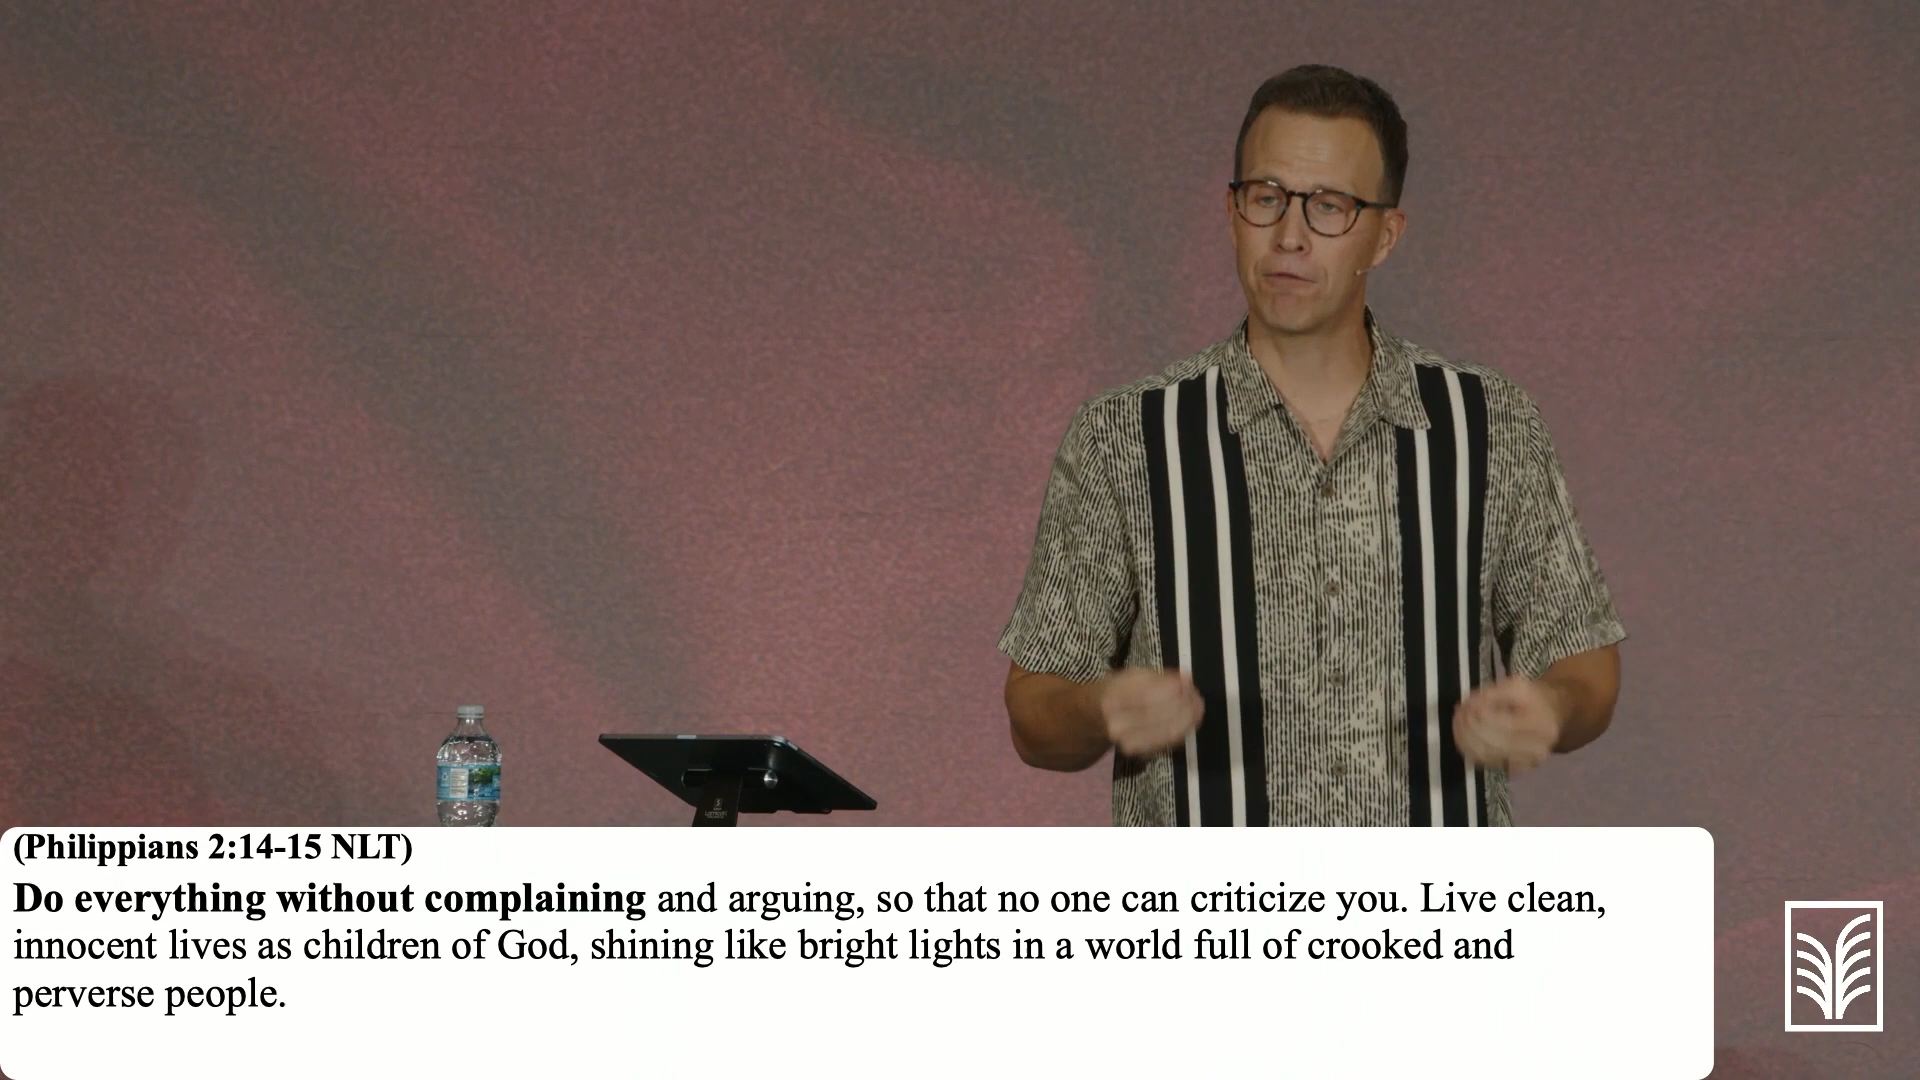 (Philippians 2:14-15 NLT)
Do everything without complaining and arguing, so that no one can criticize you. Live clean,
innocent lives as children of God, shining like bright lights in a world full of crooked and
perverse people.